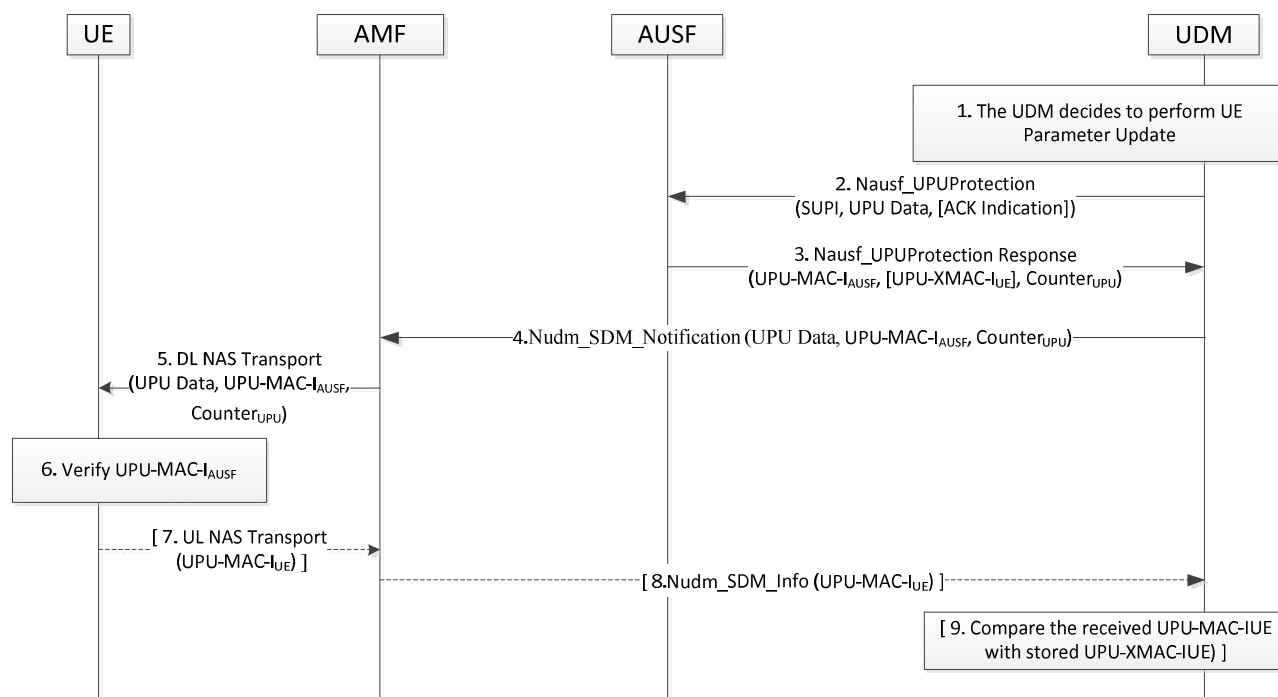 UE
AMF
AUSF
UDM
1. The UDM decides to perform UE
Parameter Update
2. Nausf_UPUProtection
(SUPI, UPU Data, [ACK Indication])
3. Nausf_UPUProtection Response
(UPU-MAC-IAUSF, [UPU-XMAC-IUE], CounterUPU)
4.Nudm_SDM_Notification (UPU Data, UPU-MAC-IAUSF, CounterUPU)
5. DL NAS Transport
(UPU Data, UPU-MAC-IAUSF,
CounterUPU)
6. Verify UPU-MAC-IAUSF
[ 7. UL NAS Transport
(UPU-MAC-IUE) ]
[ 8.Nudm_SDM_Info (UPU-MAC-IUE) ]
[ 9. Compare the received UPU-MAC-IUE
with stored UPU-XMAC-IUE) ]